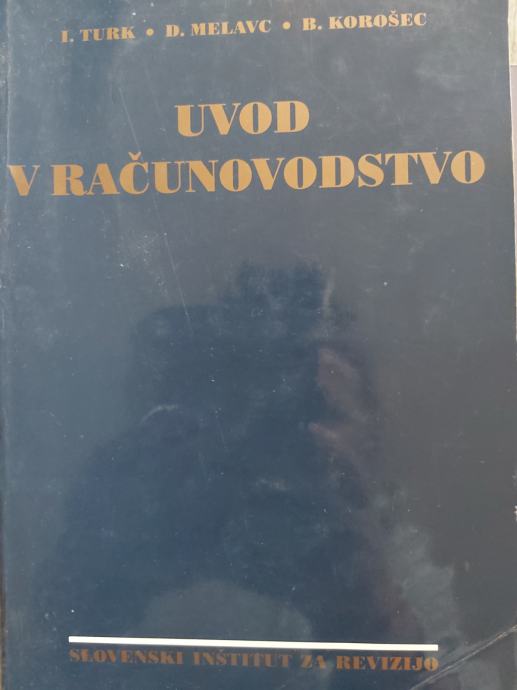 I. TURK • D. MELAVC • B. KOROŠEC
UVOD
V RAČUNOVODSTVO
SLOVENSKI INŠTITUT ZA REVIZIJO